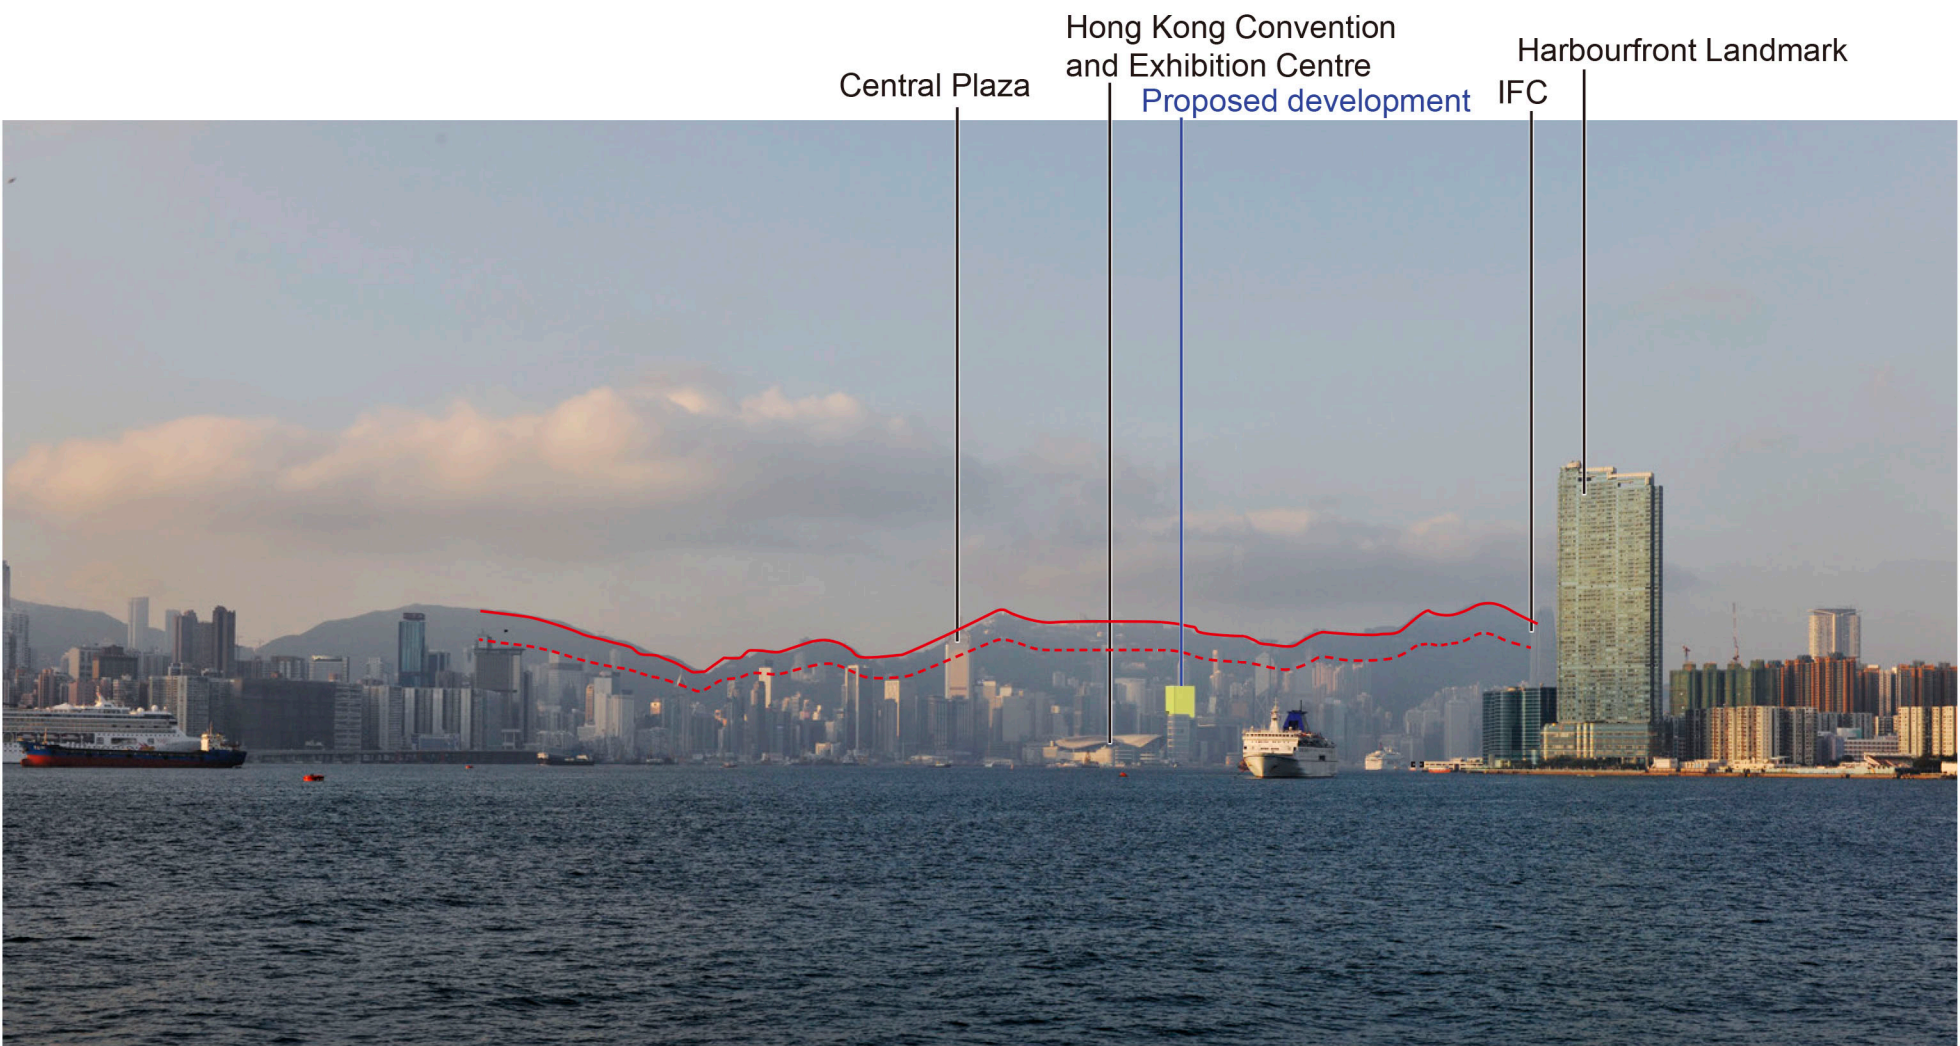 Hong Kong Convention
and Exhibition Centre
Harbourfront Landmark
Central Plaza
Proposed development
IFC